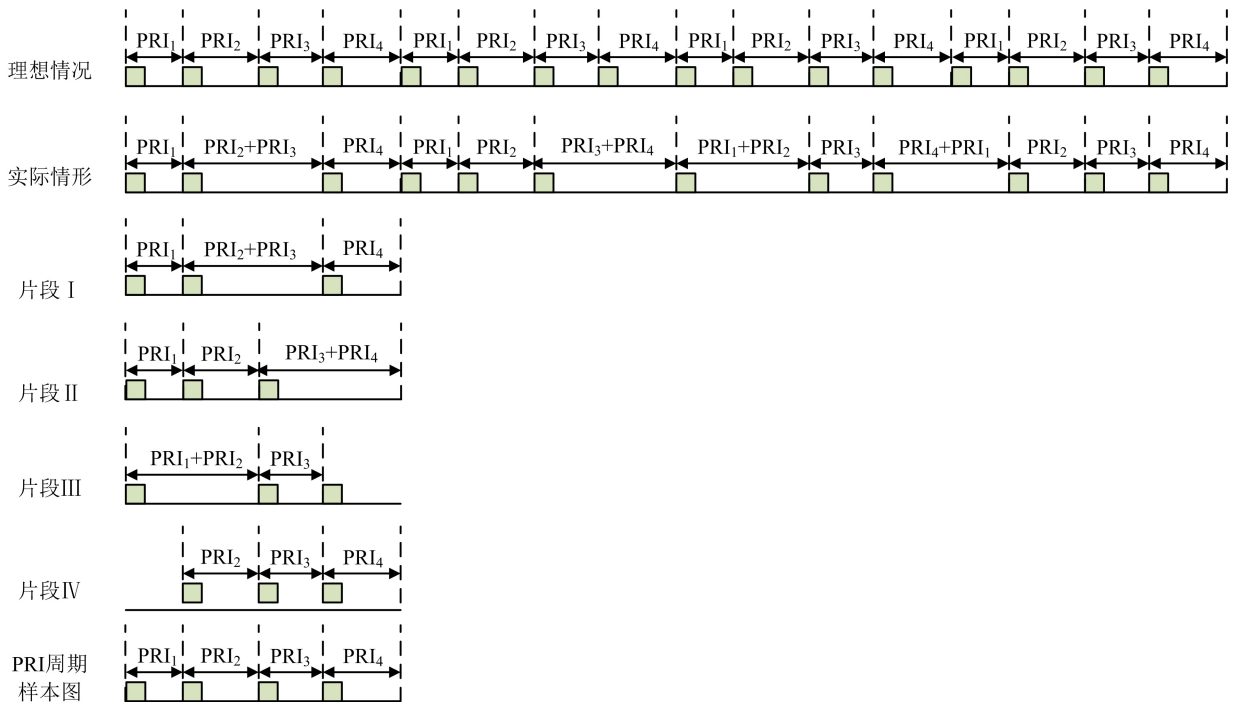 PRI₁ PRI₂ PRI₃ PRI₄ PRI₁ PRI₂ PRI₃ PRI₄ PRI₁ PRI₂ PRI₃ PRI₄ PRI₁ PRI₂ PRI₃ PRI₄
理想情况
PRI₁ PRI₂+PRI₃ PRI₄ PRI₁ PRI₂ PRI₃+PRI₄ PRI₁+PRI₂ PRI₃ PRI₄+PRI₁ PRI₂ PRI₃ PRI₄
实际情形
PRI₁ PRI₂+PRI₃ PRI₄
片段Ⅰ
PRI₁ PRI₂ PRI₃+PRI₄
片段Ⅱ
PRI₁+PRI₂ PRI₃
片段Ⅲ
PRI₂ PRI₃ PRI₄
片段Ⅳ
PRI₁ PRI₂ PRI₃ PRI₄
PRI周期
样本图